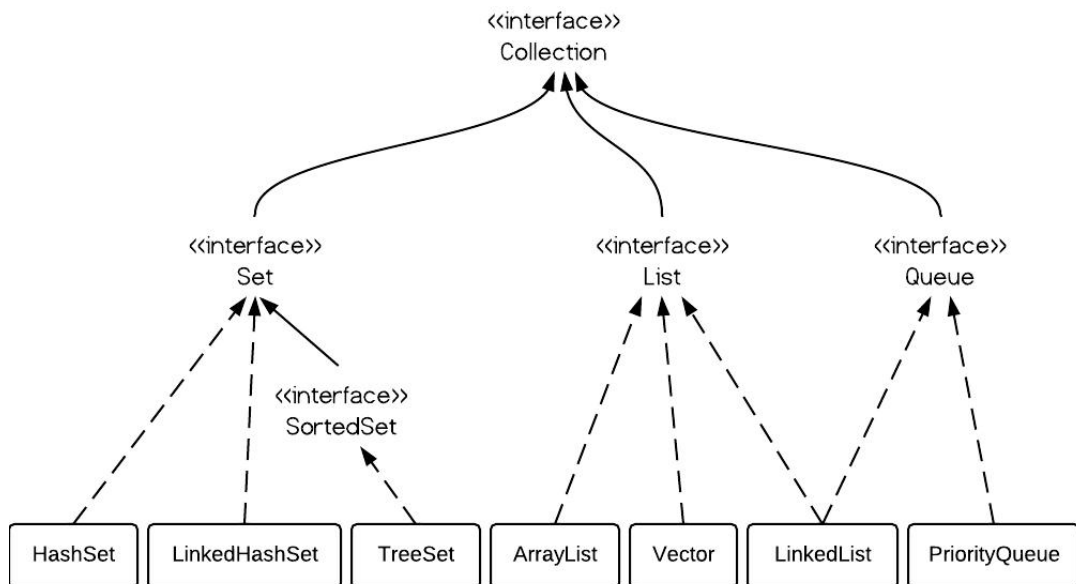 <<interface>>
Collection
<<interface>>
Set
<<interface>>
List
<<interface>>
Queue
<<interface>>
SortedSet
HashSet
LinkedHashSet
TreeSet
ArrayList
Vector
LinkedList
PriorityQueue